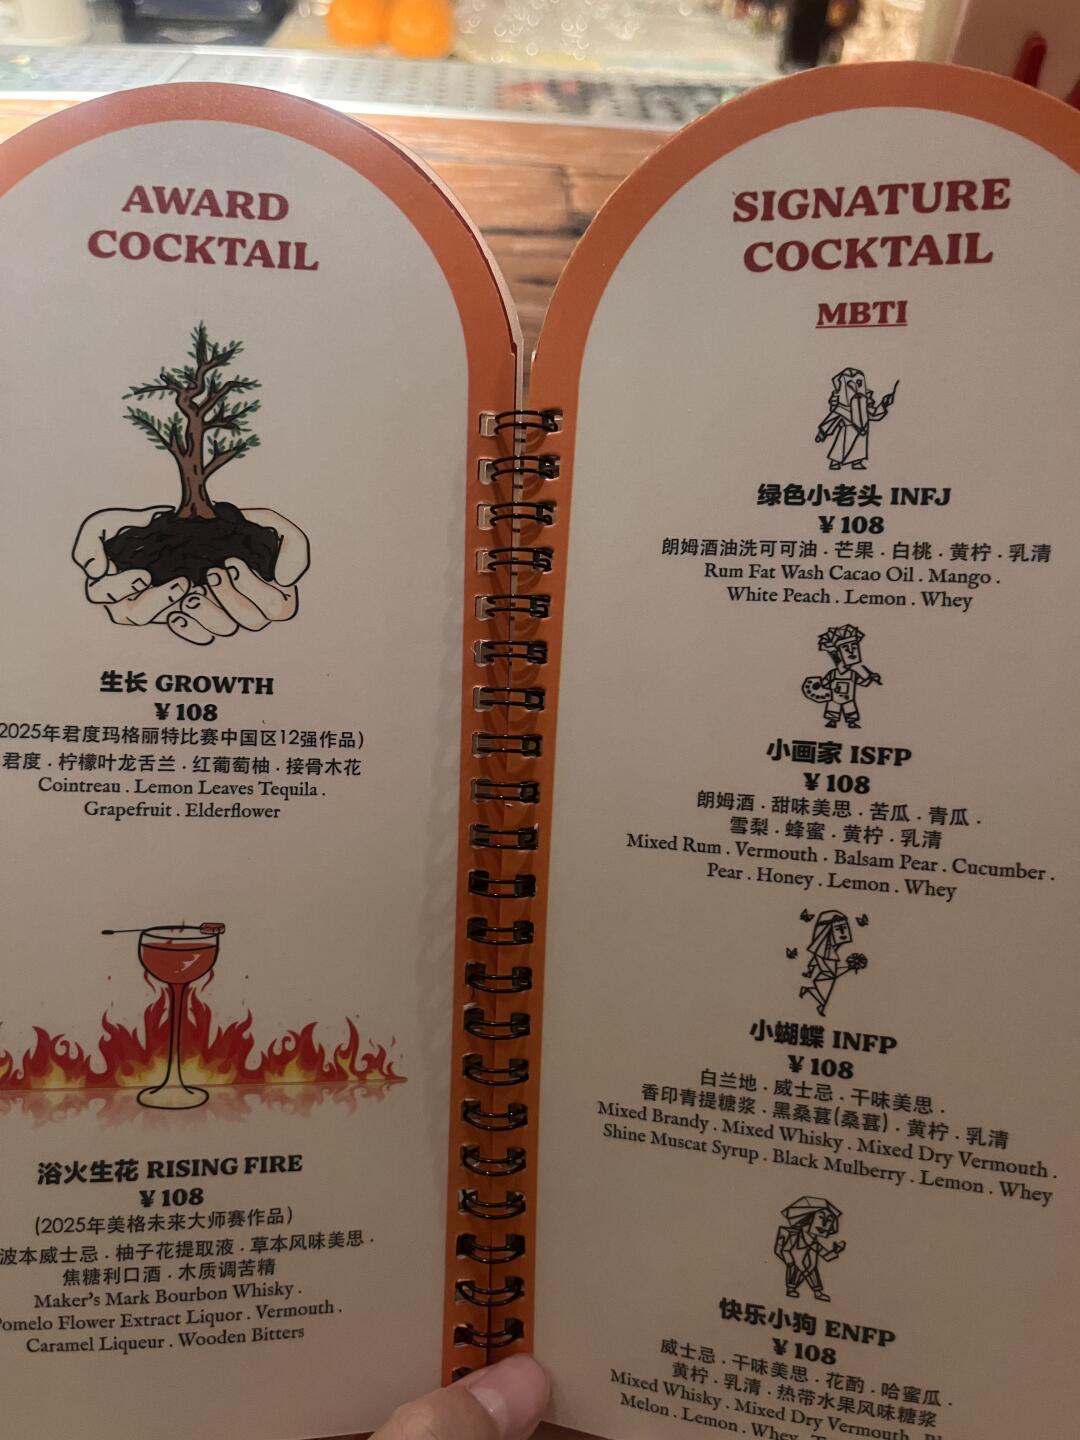 AWARD
COCKTAIL
生长 GROWTH
¥108
2025年君度玛格丽特比赛中国区12强作品)
君度 . 柠檬叶龙舌兰 . 红葡萄柚 . 接骨木花
Cointreau . Lemon Leaves Tequila .
Grapefruit . Elderflower
浴火生花 RISING FIRE
¥108
(2025年美格未来大师赛作品)
波本威士忌 . 柚子花提取液 . 草本风味美思 .
焦糖利口酒 . 木质调苦精
Maker's Mark Bourbon Whisky .
Pomelo Flower Extract Liquor . Vermouth .
Caramel Liqueur . Wooden Bitters
SIGNATURE
COCKTAIL
MBTI
绿色小老头 INFJ
¥108
朗姆酒油洗可可油 . 芒果 . 白桃 . 黄柠 . 乳清
Rum Fat Wash Cacao Oil . Mango .
White Peach . Lemon . Whey
小画家 ISFP
¥108
朗姆酒 . 甜味美思 . 苦瓜 . 青瓜 .
雪梨 . 蜂蜜 . 黄柠 . 乳清
Mixed Rum . Vermouth . Balsam Pear . Cucumber .
Pear . Honey . Lemon . Whey
小蝴蝶 INFP
¥108
白兰地 . 威士忌 . 干味美思 .
香印青提糖浆 . 黑桑葚(桑葚) . 黄柠 . 乳清
Mixed Brandy . Mixed Whisky . Mixed Dry Vermouth .
Shine Muscat Syrup . Black Mulberry . Lemon . Whey
快乐小狗 ENFP
¥108
威士忌 . 干味美思 . 花酌 . 哈蜜瓜 .
黄柠 . 乳清 . 热带水果风味糖浆
Mixed Whisky . Mixed Dry Vermouth .
Melon . Lemon . Whey .